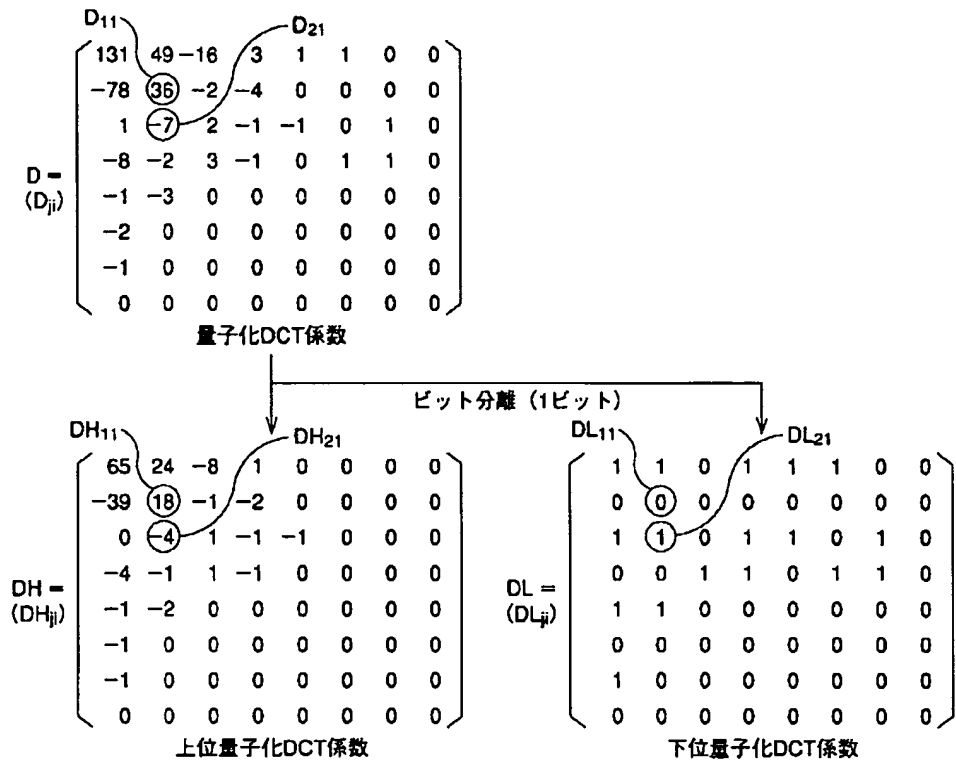 D11 D21
131 49 −16 3 1 1 0 0
−78 36 −2 −4 0 0 0 0
1 −7 2 −1 −1 0 1 0
−8 −2 3 −1 0 1 1 0
D =
(Dji)
−1 −3 0 0 0 0 0 0
−2 0 0 0 0 0 0 0
−1 0 0 0 0 0 0 0
0 0 0 0 0 0 0 0
量子化DCT係数
ビット分離（1ビット）
DH11 DH21
65 24 −8 1 0 0 0 0
−39 18 −1 −2 0 0 0 0
0 −4 1 −1 −1 0 0 0
−4 −1 1 −1 0 0 0 0
DH =
(DHji)
−1 −2 0 0 0 0 0 0
−1 0 0 0 0 0 0 0
−1 0 0 0 0 0 0 0
0 0 0 0 0 0 0 0
上位量子化DCT係数
DL11 DL21
1 1 0 1 1 1 0 0
0 0 0 0 0 0 0 0
1 1 0 1 1 0 1 0
0 0 1 1 0 1 1 0
DL =
(DLji)
1 1 0 0 0 0 0 0
0 0 0 0 0 0 0 0
1 0 0 0 0 0 0 0
0 0 0 0 0 0 0 0
下位量子化DCT係数